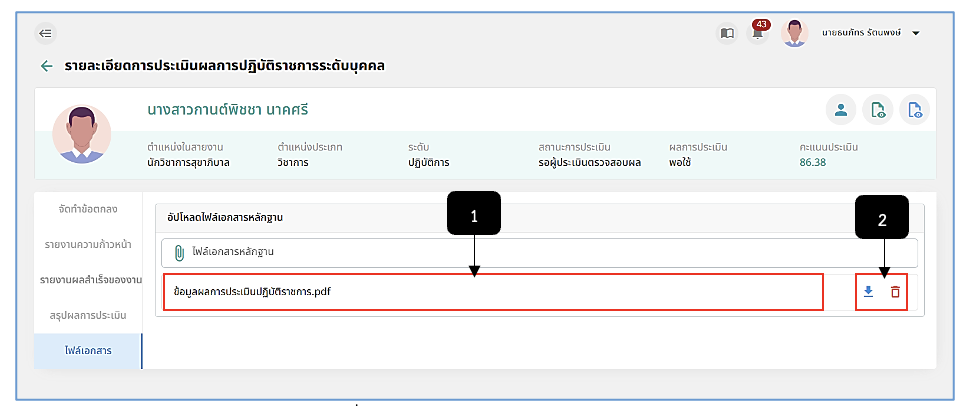 43
นายธนภัทร รัตนพงษ์
รายละเอียดการประเมินผลการปฏิบัติราชการระดับบุคคล
นางสาวกานต์พิชชา นาคศรี
ตำแหน่งในสายงาน ตำแหน่งประเภท ระดับ สถานะการประเมิน ผลการประเมิน คะแนนประเมิน
นักวิชาการสุขาภิบาล วิชาการ ปฏิบัติการ รอผู้ประเมินตรวจสอบผล พอใช้ 86.38
จัดทำข้อตกลง
รายงานความก้าวหน้า
รายงานผลสำเร็จของงาน
สรุปผลการประเมิน
ไฟล์เอกสาร
อัปโหลดไฟล์เอกสารหลักฐาน
1
2
ไฟล์เอกสารหลักฐาน
ข้อมูลผลการประเมินปฏิบัติราชการ.pdf